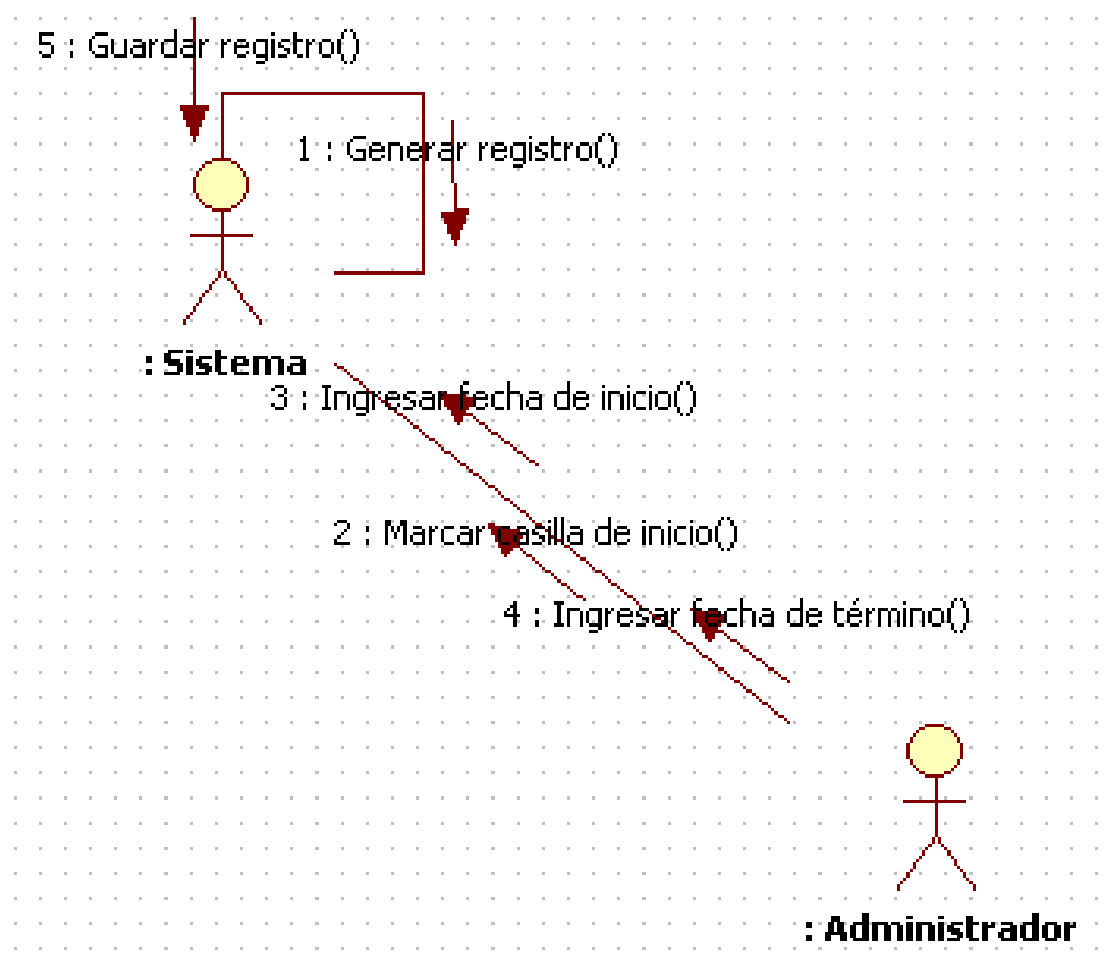 5 : Guardar registro()
1 : Generar registro()
: Sistema
3 : Ingresar fecha de inicio()
2 : Marcar casilla de inicio()
4 : Ingresar fecha de término()
: Administrador